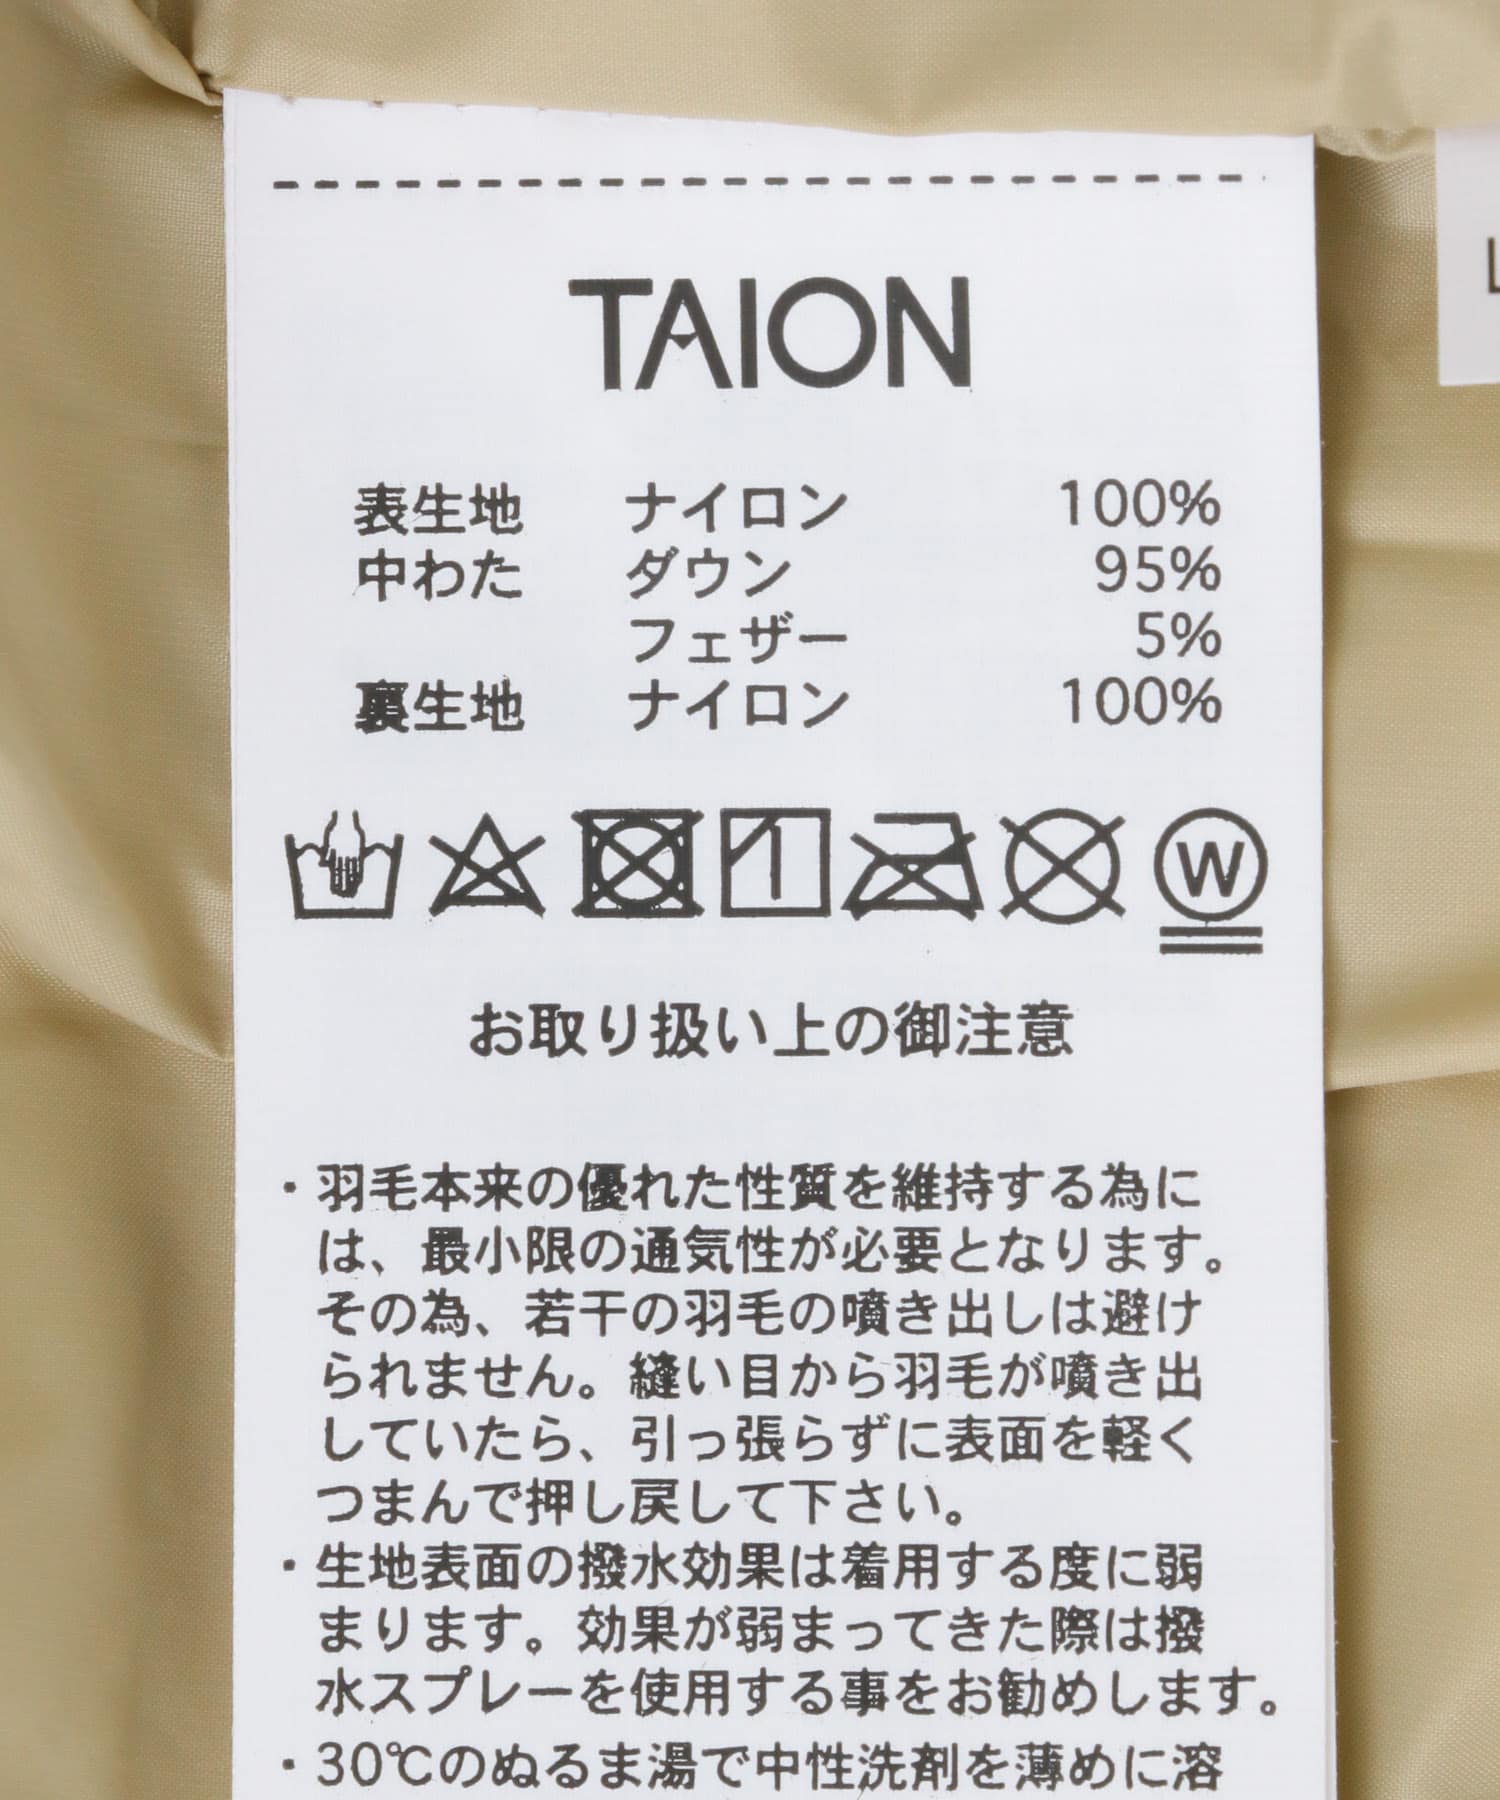 TAION
L
表生地 ナイロン 100%
中わた ダウン 95%
フェザー 5%
裏生地 ナイロン 100%
W
お取り扱い上の御注意
・羽毛本来の優れた性質を維持する為に
は、最小限の通気性が必要となります。
その為、若干の羽毛の噴き出しは避け
られません。縫い目から羽毛が噴き出
していたら、引っ張らずに表面を軽く
つまんで押し戻して下さい。
・生地表面の撥水効果は着用する度に弱
まります。効果が弱まってきた際は撥
水スプレーを使用する事をお勧めします。
・30℃のぬるま湯で中性洗剤を薄めに溶